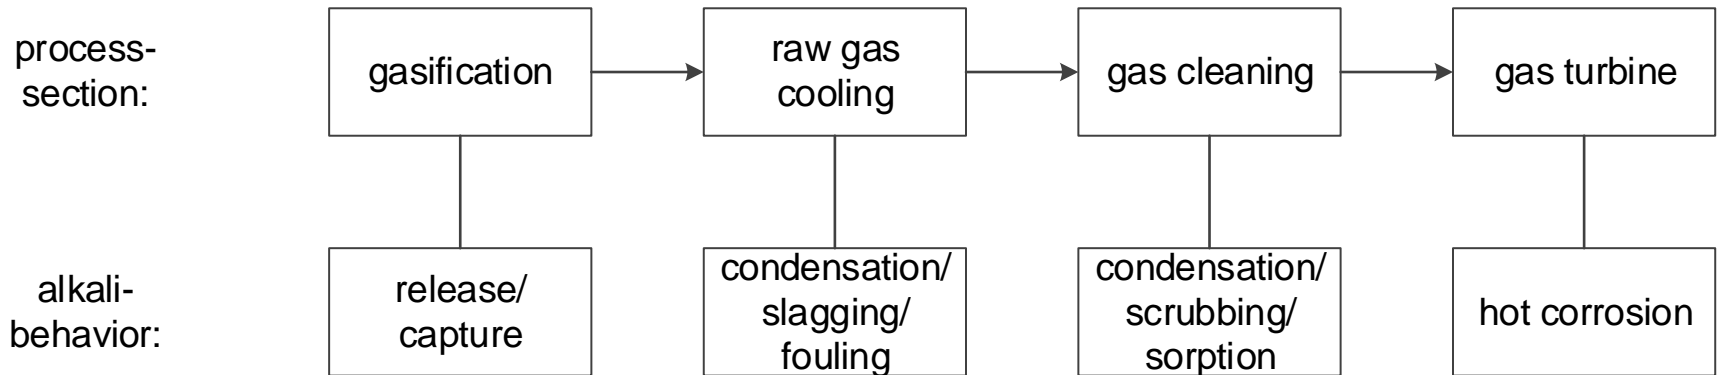 process-
section:
gasification
raw gas
cooling
gas cleaning
gas turbine
alkali-
behavior:
release/
capture
condensation/
slagging/
fouling
condensation/
scrubbing/
sorption
hot corrosion